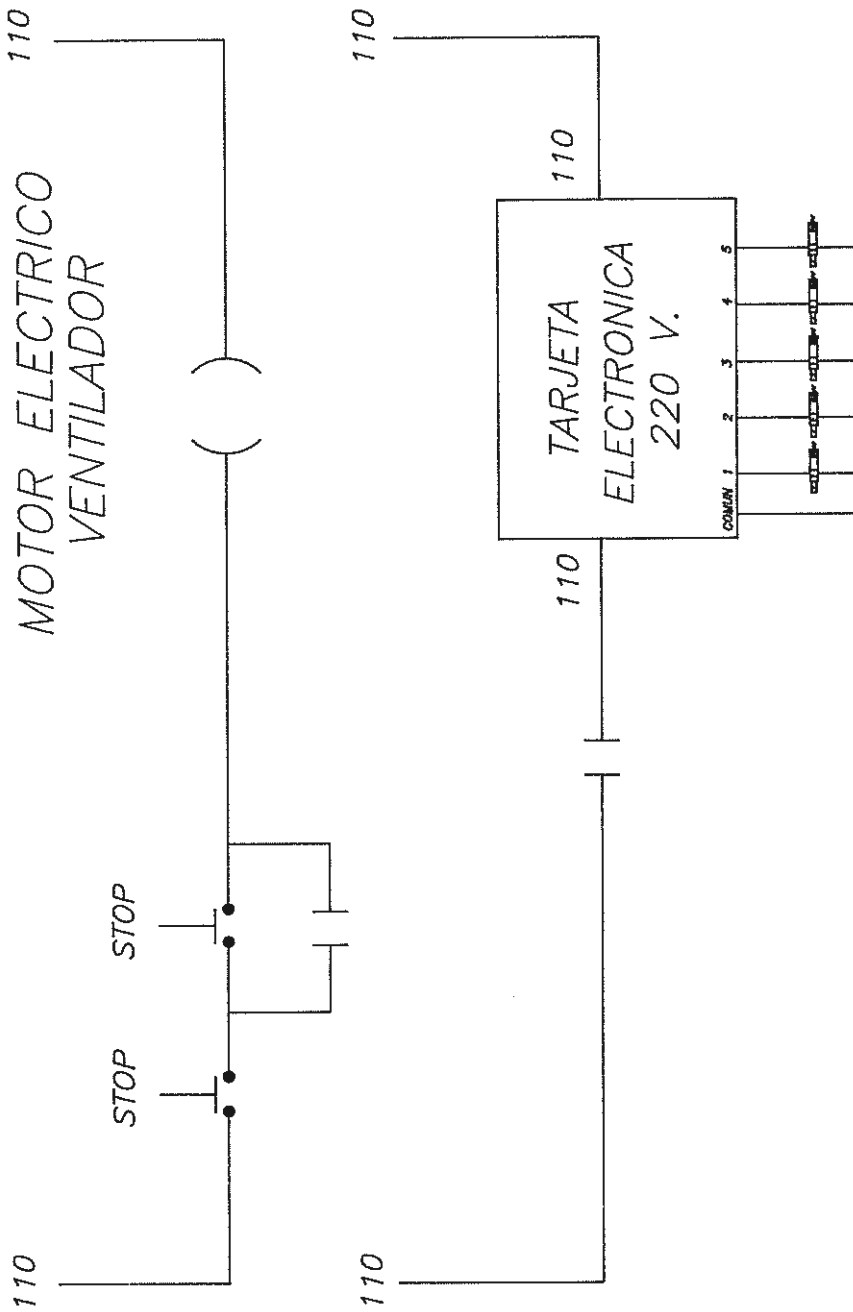 MOTOR ELECTRICO
VENTILADOR
110
STOP
STOP
110
110
110
TARJETA
ELECTRONICA
220 V.
110
110
COMUN 1 2 3 4 5